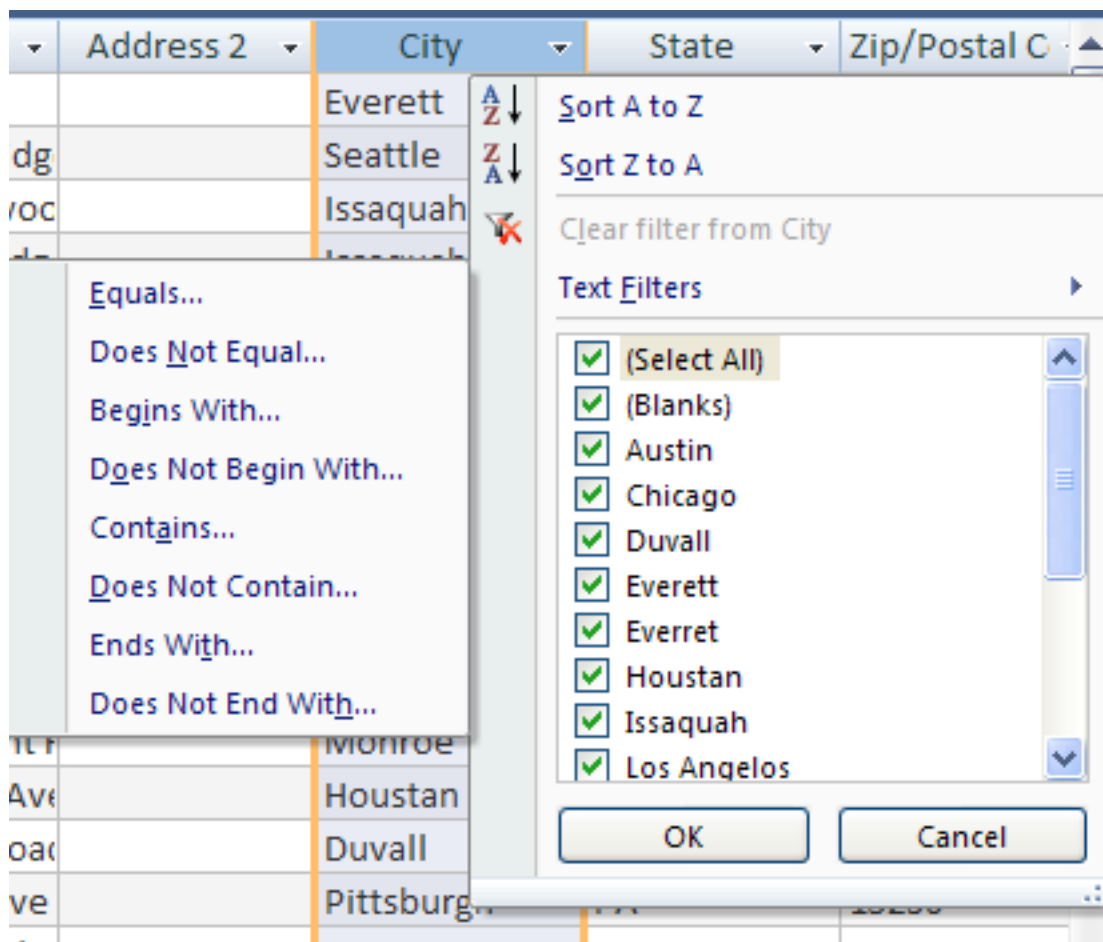 Address 2 City State Zip/Postal C
Everett
Seattle
Issaquah
Sort A to Z
Sort Z to A
Clear filter from City
Text Filters
(Select All)
(Blanks)
Austin
Chicago
Duvall
Everett
Everret
Houstan
Issaquah
Los Angelos
OK Cancel
Equals...
Does Not Equal...
Begins With...
Does Not Begin With...
Contains...
Does Not Contain...
Ends With...
Does Not End With...
Monroe
Houstan
Duvall
Pittsburgh